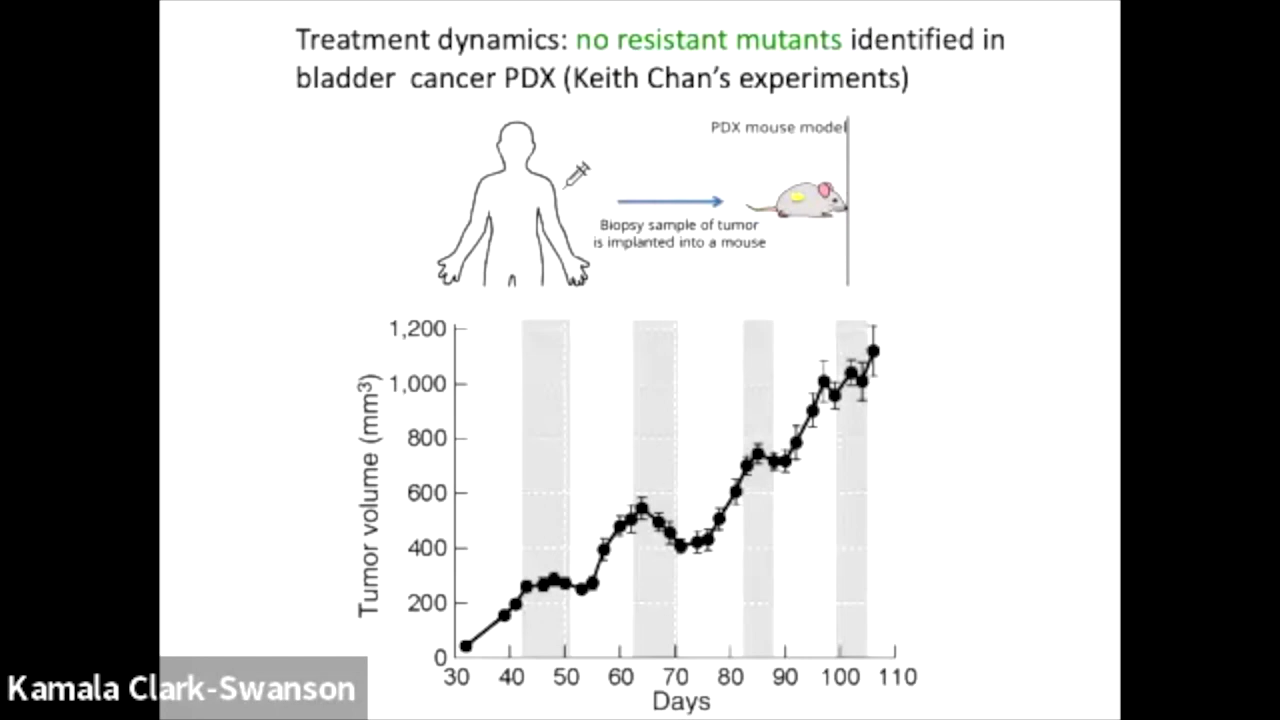 Treatment dynamics: no resistant mutants identified in
bladder cancer PDX (Keith Chan’s experiments)
PDX mouse model
Biopsy sample of tumor
is implanted into a mouse
Tumor volume (mm³)
1,200
1,000
800
600
400
200
0
30 40 50 60 70 80 90 100 110
Days
Kamala Clark-Swanson